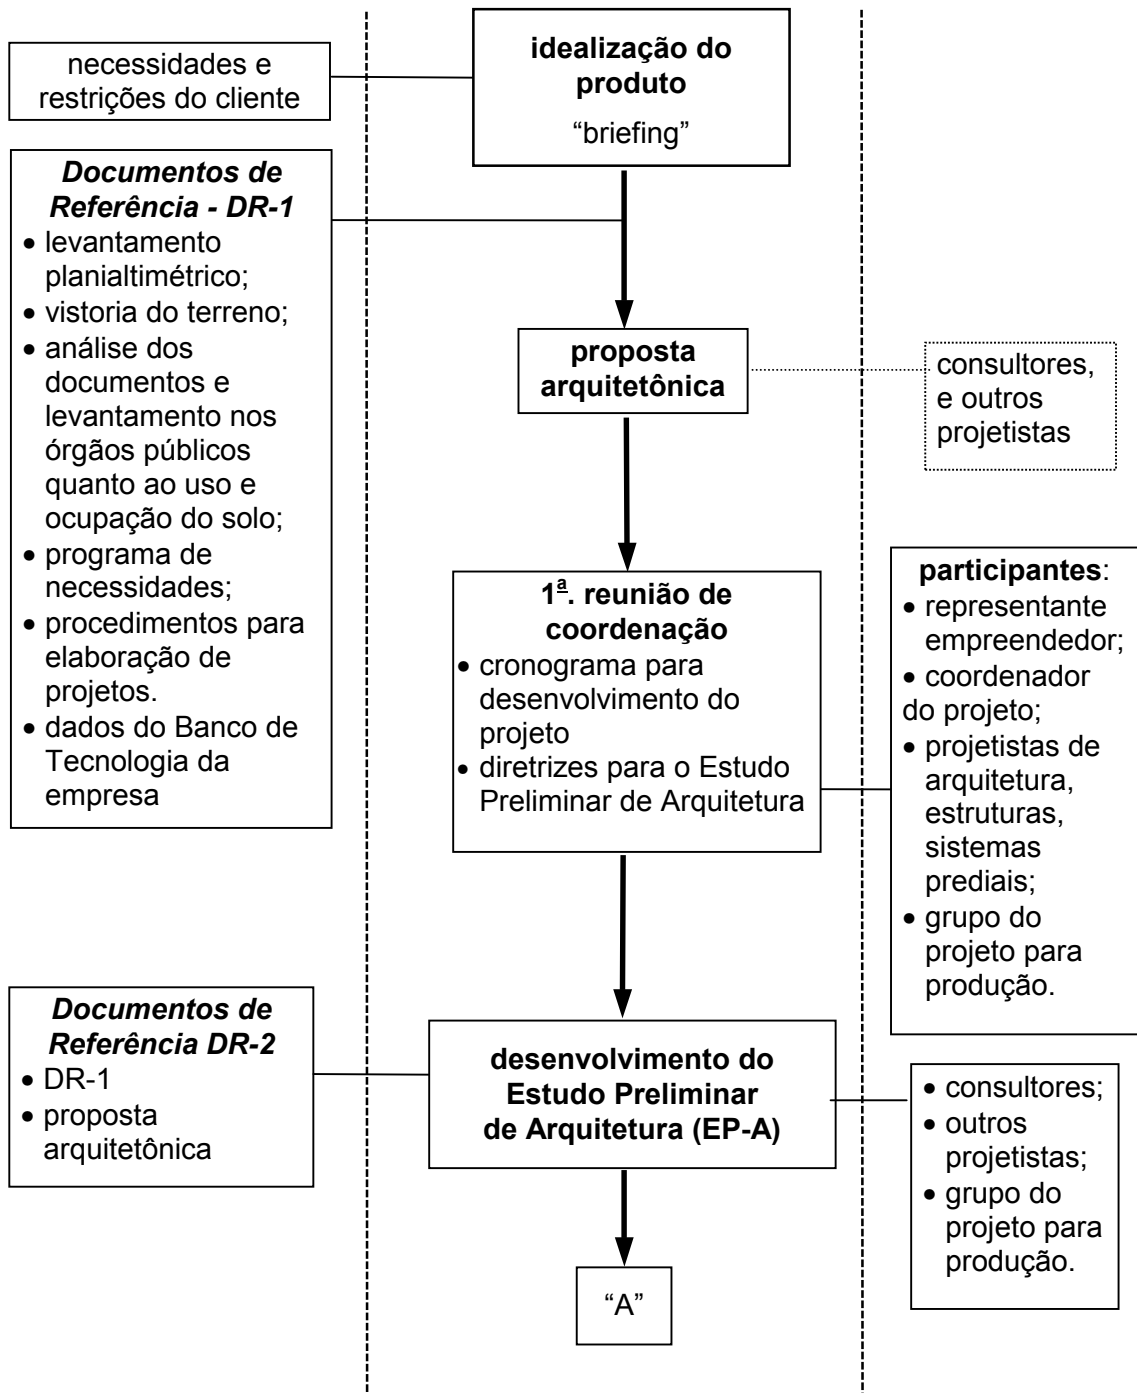 necessidades e
restrições do cliente
idealização do
produto
“briefing”
Documentos de
Referência - DR-1
• levantamento
planialtimétrico;
• vistoria do terreno;
• análise dos
documentos e
levantamento nos
órgãos públicos
quanto ao uso e
ocupação do solo;
• programa de
necessidades;
• procedimentos para
elaboração de
projetos.
• dados do Banco de
Tecnologia da
empresa
proposta
arquitetônica
consultores,
e outros
projetistas
1ª. reunião de
coordenação
• cronograma para
desenvolvimento do
projeto
• diretrizes para o Estudo
Preliminar de Arquitetura
participantes:
• representante
empreendedor;
• coordenador
do projeto;
• projetistas de
arquitetura,
estruturas,
sistemas
prediais;
• grupo do
projeto para
produção.
Documentos de
Referência DR-2
• DR-1
• proposta
arquitetônica
desenvolvimento do
Estudo Preliminar
de Arquitetura (EP-A)
• consultores;
• outros
projetistas;
• grupo do
projeto para
produção.
“A”